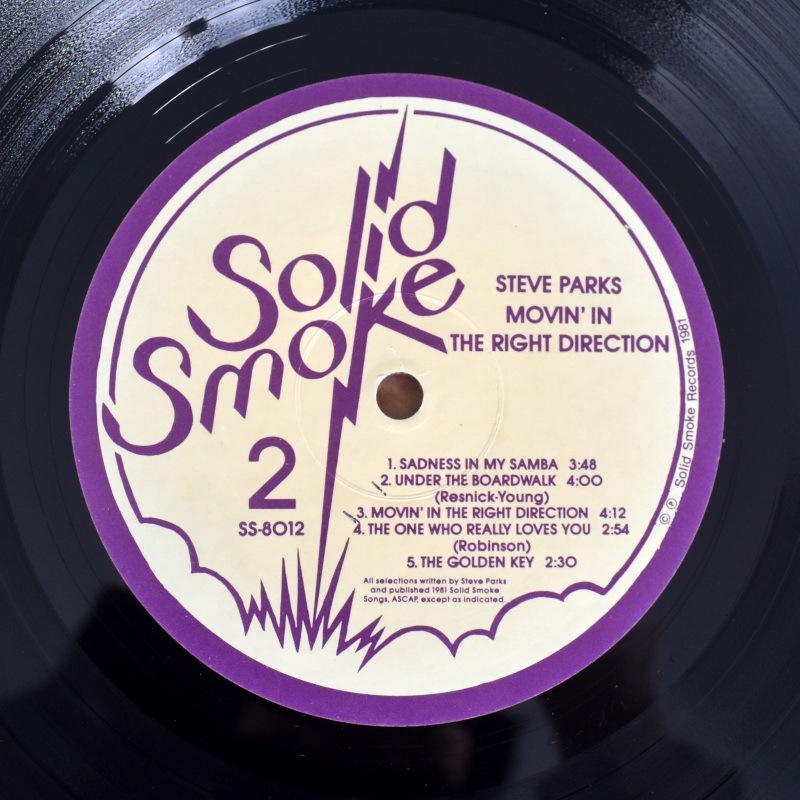 Solid
Smoke
STEVE PARKS
MOVIN' IN
THE RIGHT DIRECTION
2
SS-8012
1. SADNESS IN MY SAMBA 3:48
2. UNDER THE BOARDWALK 4:00
(Resnick-Young)
3. MOVIN' IN THE RIGHT DIRECTION 4:12
4. THE ONE WHO REALLY LOVES YOU 2:54
(Robinson)
5. THE GOLDEN KEY 2:30
All selections written by Steve Parks
and published 1981 Solid Smoke
Songs, ASCAP, except as indicated.
© ℗ Solid Smoke Records 1981